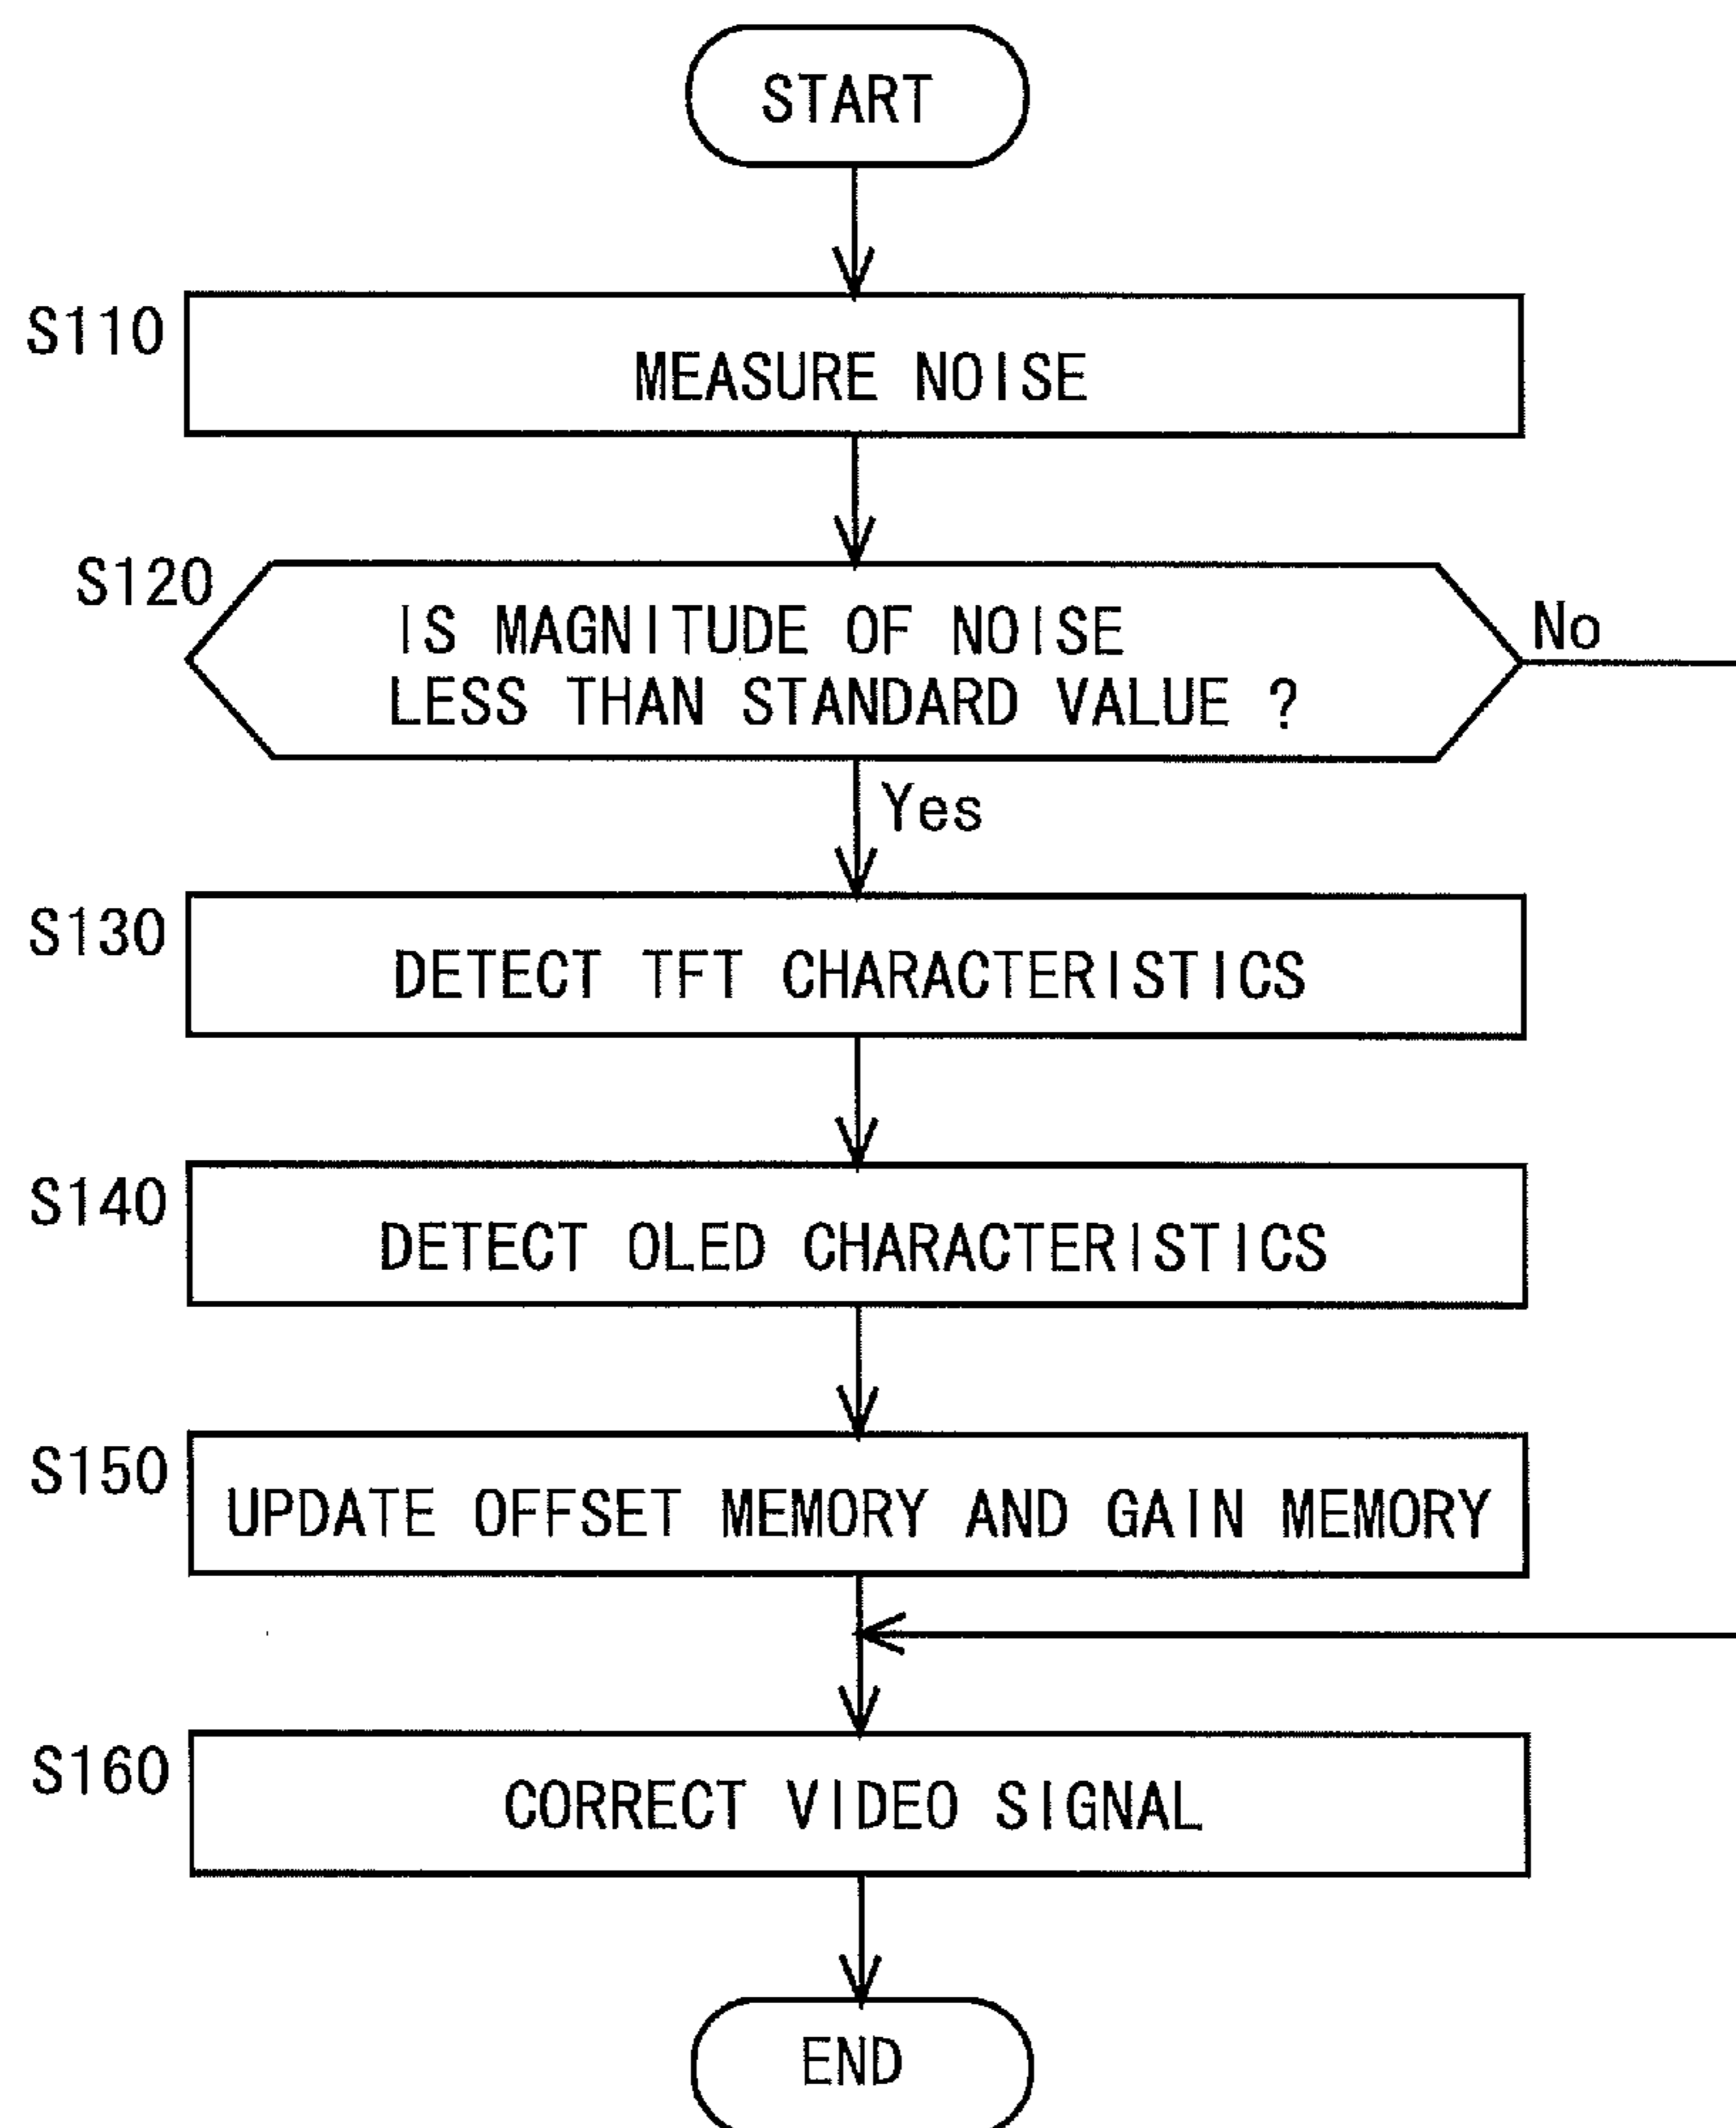 START
S110
MEASURE NOISE
S120
IS MAGNITUDE OF NOISE
LESS THAN STANDARD VALUE ?
No
Yes
S130
DETECT TFT CHARACTERISTICS
S140
DETECT OLED CHARACTERISTICS
S150
UPDATE OFFSET MEMORY AND GAIN MEMORY
S160
CORRECT VIDEO SIGNAL
END